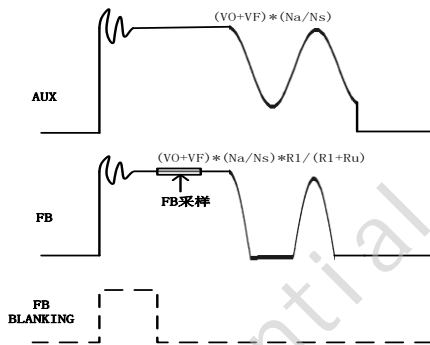 (VO+VF)*(Na/Ns)
AUX
(VO+VF)*(Na/Ns)*R1/(R1+Ru)
FB采样
FB
FB
BLANKING